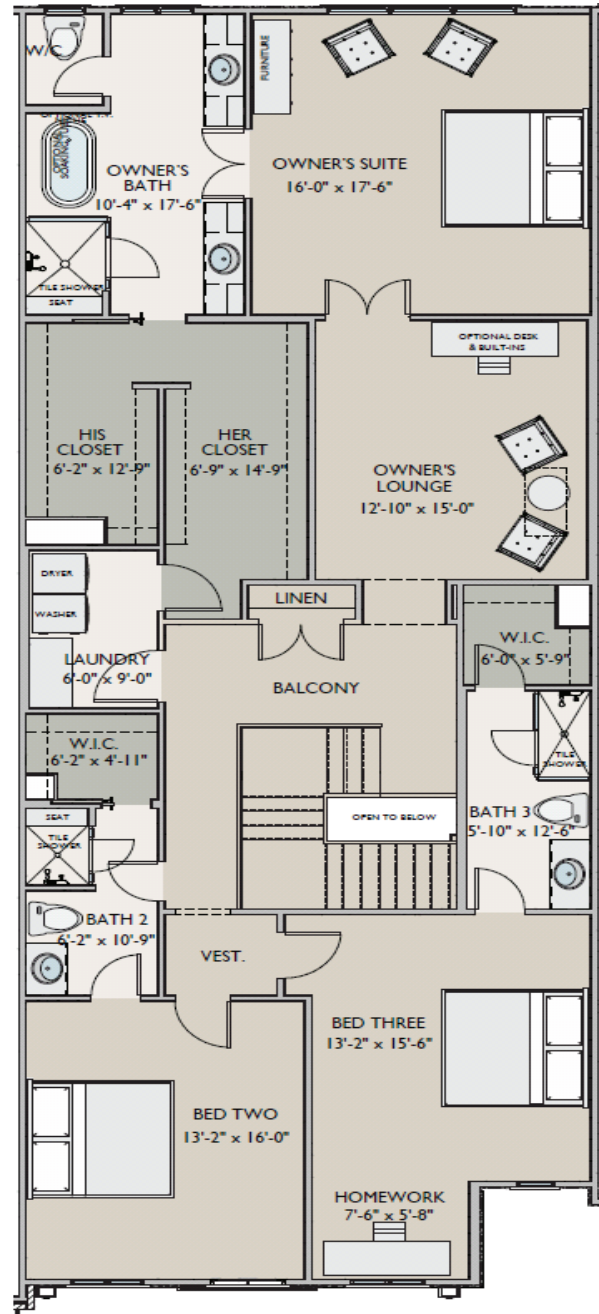 W/C
FURNITURE
OPTIONAL
SOAKING TUB
OWNER'S
BATH
10'-4" x 17'-6"
OWNER'S SUITE
16'-0" x 17'-6"
TILE SHOWER
SEAT
OPTIONAL DESK
& BUILT-INS
HIS
CLOSET
6'-2" x 12'-9"
HER
CLOSET
6'-9" x 14'-9"
OWNER'S
LOUNGE
12'-10" x 15'-0"
DRYER
WASHER
LINEN
LAUNDRY
6'-0" x 9'-0"
W.I.C.
6'-0" x 5'-9"
BALCONY
W.I.C.
6'-2" x 4'-11"
TILE
SHOWER
OPEN TO BELOW
BATH 3
5'-10" x 12'-6"
SEAT
TILE
SHOWER
BATH 2
6'-2" x 10'-9"
VEST.
BED THREE
13'-2" x 15'-6"
BED TWO
13'-2" x 16'-0"
HOMEWORK
7'-6" x 5'-8"